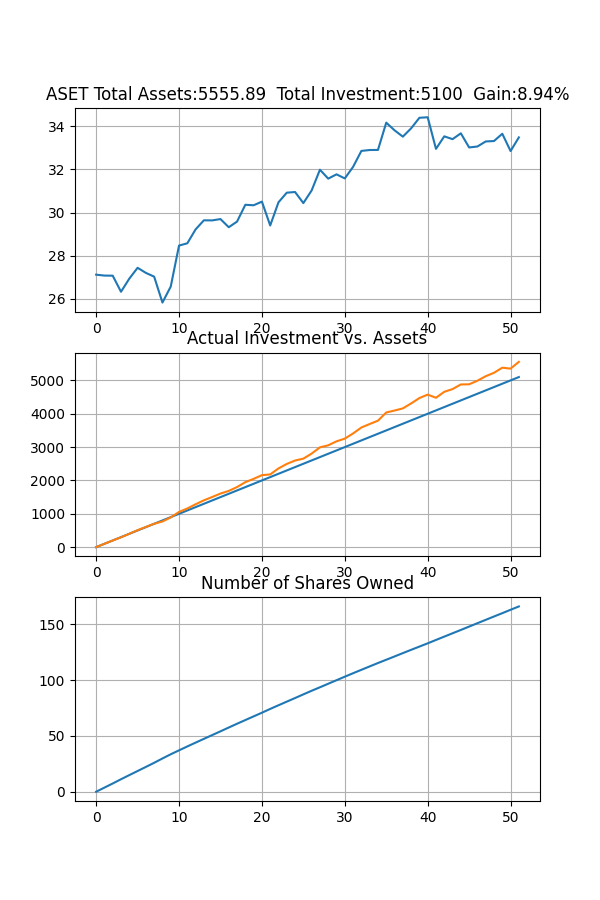 ASET Total Assets:5555.89  Total Investment:5100  Gain:8.94%
34
32
30
28
26
0 10 20 30 40 50
Actual Investment vs. Assets
5000
4000
3000
2000
1000
0
0 10 20 30 40 50
Number of Shares Owned
150
100
50
0
0 10 20 30 40 50